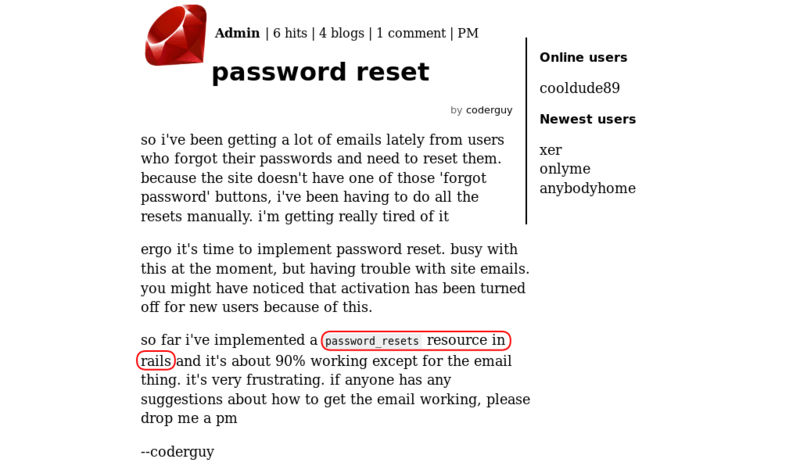 Admin | 6 hits | 4 blogs | 1 comment | PM
password reset
by coderguy
so i've been getting a lot of emails lately from users
who forgot their passwords and need to reset them.
because the site doesn't have one of those 'forgot
password' buttons, i've been having to do all the
resets manually. i'm getting really tired of it
ergo it's time to implement password reset. busy with
this at the moment, but having trouble with site emails.
you might have noticed that activation has been turned
off for new users because of this.
so far i've implemented a password_resets resource in
rails and it's about 90% working except for the email
thing. it's very frustrating. if anyone has any
suggestions about how to get the email working, please
drop me a pm
--coderguy
Online users
cooldude89
Newest users
xer
onlyme
anybodyhome